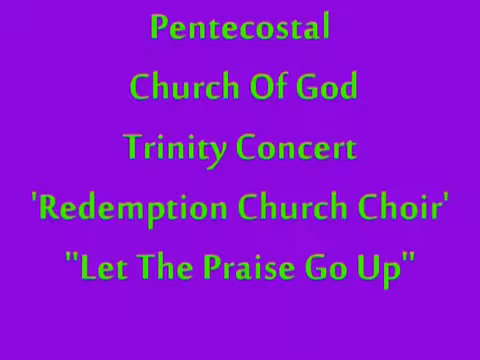 Pentecostal
Church Of God
Trinity Concert
'Redemption Church Choir'
"Let The Praise Go Up"